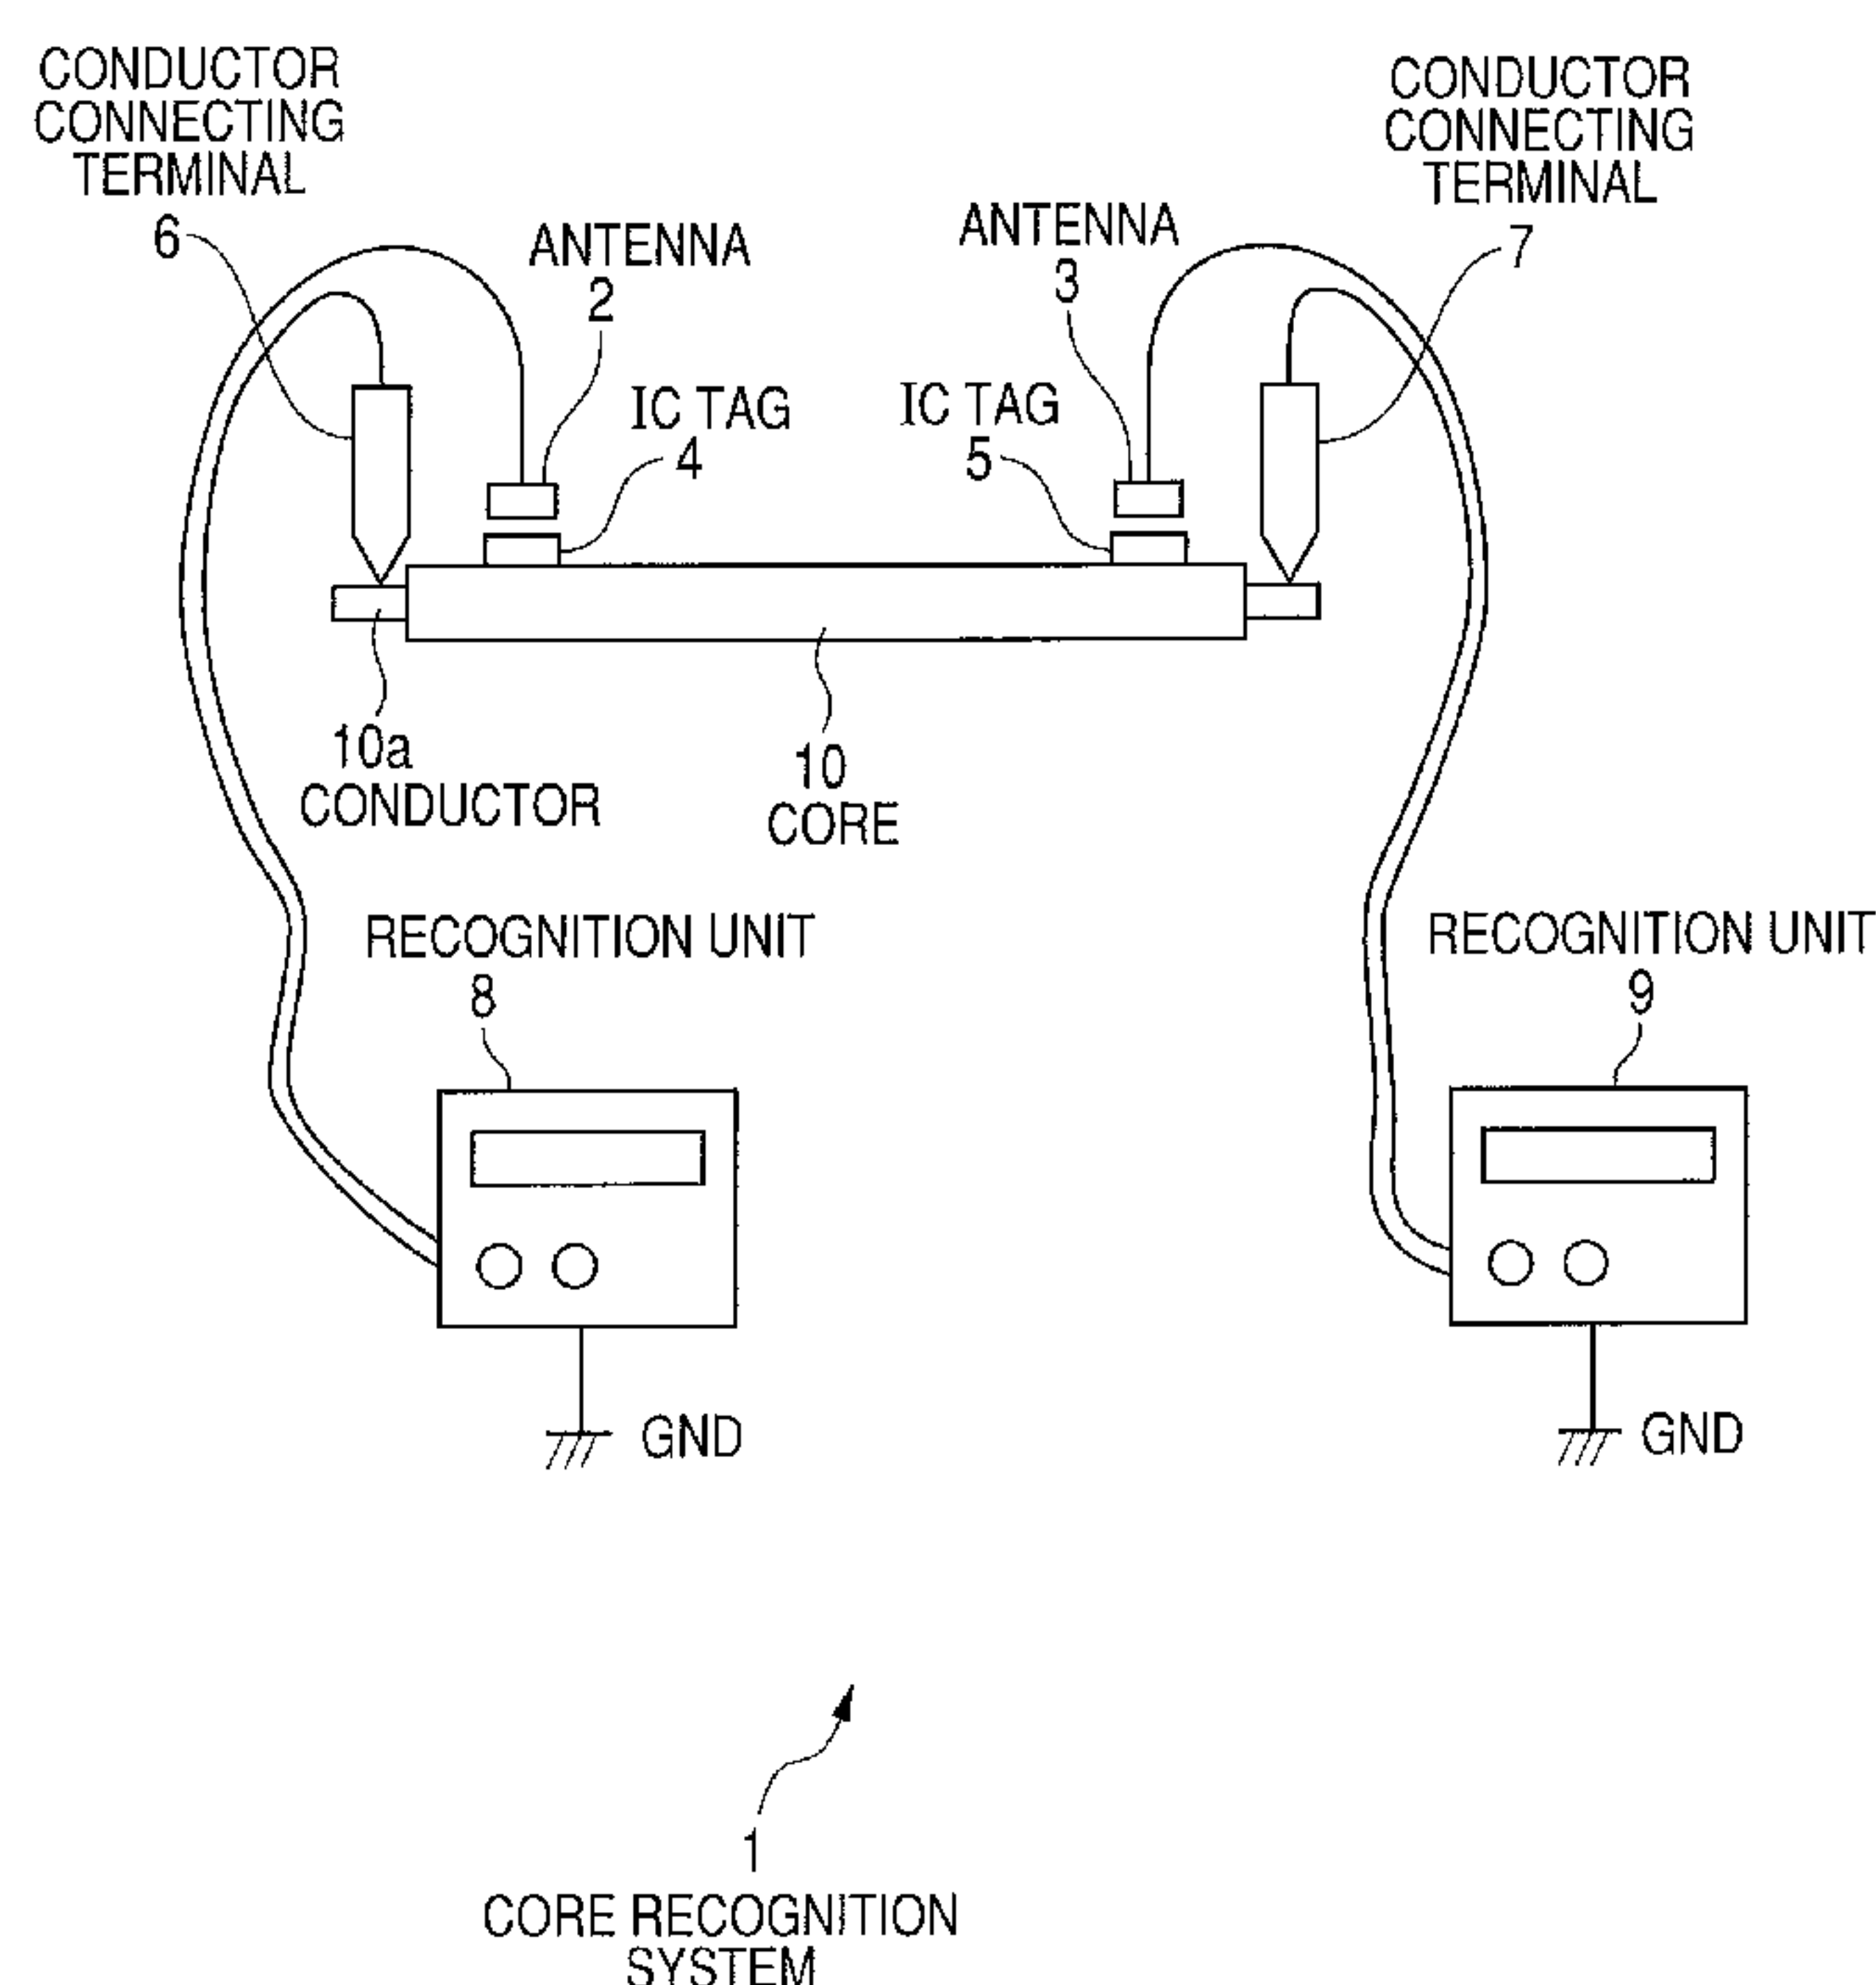 CONDUCTOR
CONNECTING
TERMINAL
6
ANTENNA
2
ANTENNA
3
CONDUCTOR
CONNECTING
TERMINAL
7
IC TAG
4
IC TAG
5
10a
CONDUCTOR
10
CORE
RECOGNITION UNIT
8
RECOGNITION UNIT
9
GND
GND
1
CORE RECOGNITION
SYSTEM